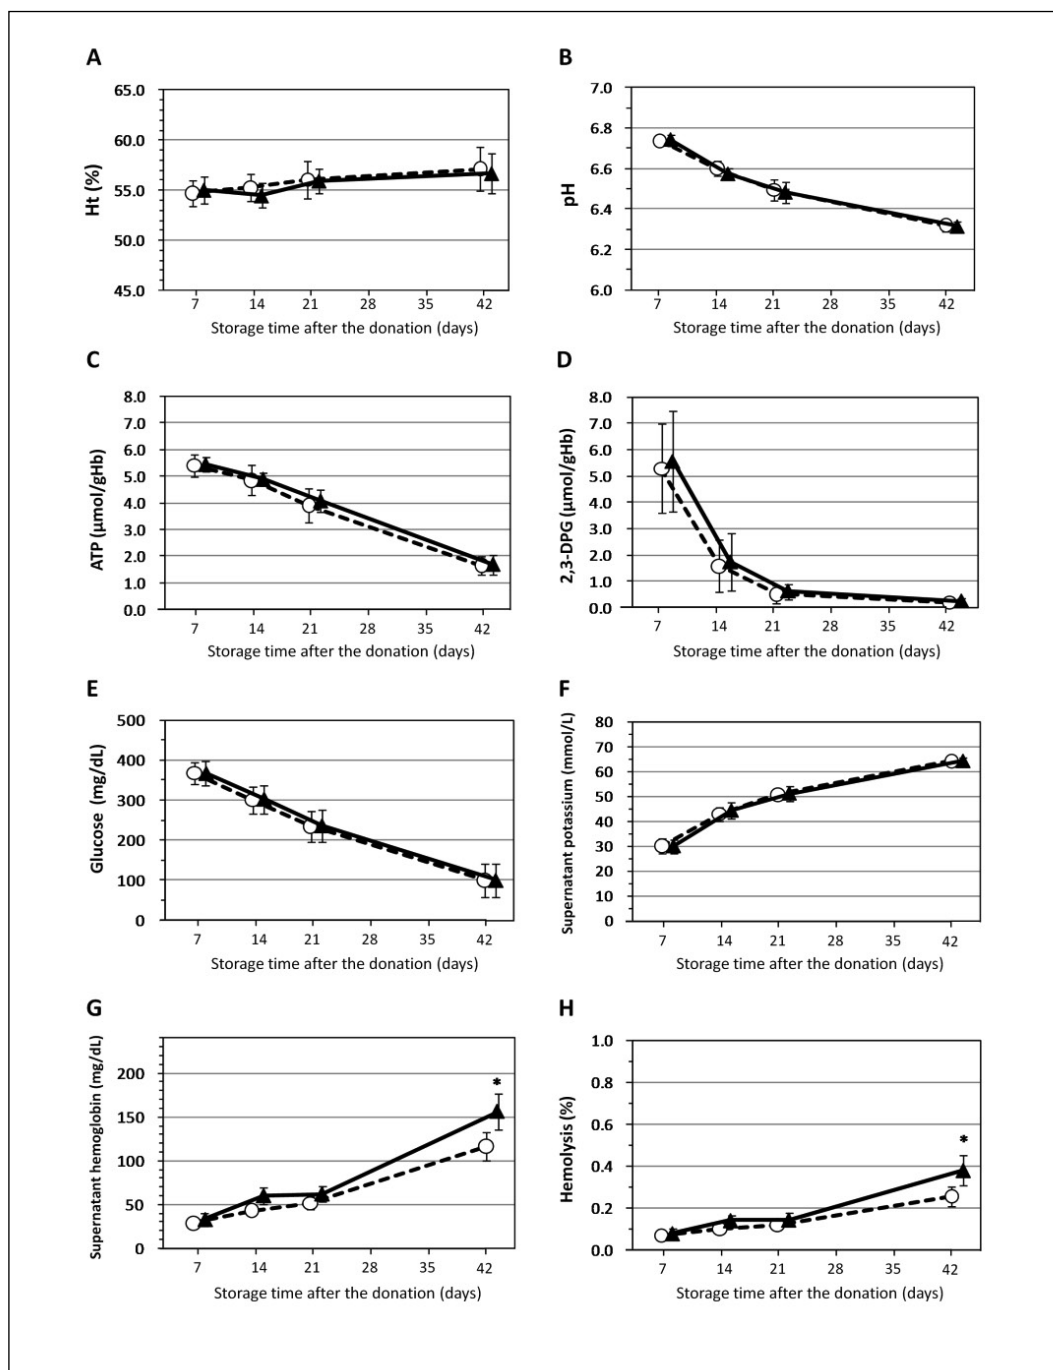 A
Ht (%)
65.0
60.0
55.0
50.0
45.0
7 14 21 28 35 42
Storage time after the donation (days)
B
pH
7.0
6.8
6.6
6.4
6.2
6.0
7 14 21 28 35 42
Storage time after the donation (days)
C
ATP (µmol/gHb)
8.0
7.0
6.0
5.0
4.0
3.0
2.0
1.0
0.0
7 14 21 28 35 42
Storage time after the donation (days)
D
2,3-DPG (µmol/gHb)
8.0
7.0
6.0
5.0
4.0
3.0
2.0
1.0
0.0
7 14 21 28 35 42
Storage time after the donation (days)
E
Glucose (mg/dL)
500
400
300
200
100
0
7 14 21 28 35 42
Storage time after the donation (days)
F
Supernatant potassium (mmol/L)
80
70
60
50
40
30
20
10
0
7 14 21 28 35 42
Storage time after the donation (days)
G
Supernatant hemoglobin (mg/dL)
200
150
100
50
0
*
7 14 21 28 35 42
Storage time after the donation (days)
H
Hemolysis (%)
1.0
0.8
0.6
0.4
0.2
0.0
*
7 14 21 28 35 42
Storage time after the donation (days)